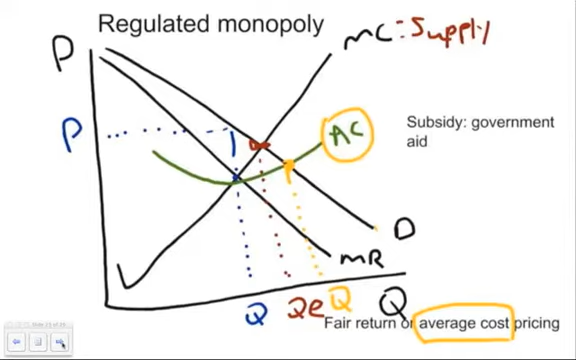 Regulated monopoly
P
MC = Supply
P
AC
Subsidy: government
aid
D
MR
Q
Qe
Q
Q
Fair return or average cost pricing